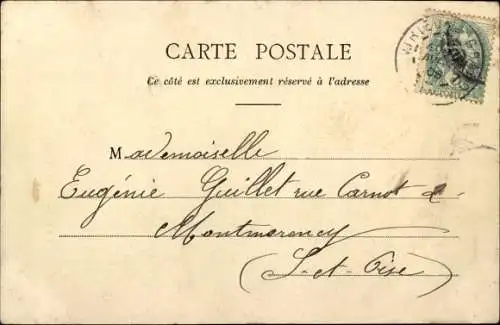 CARTE POSTALE
Ce côté est exclusivement réservé à l'adresse
Mademoiselle
Eugénie Guillet rue Carnot à
Montmorency
(S-et-Oise)